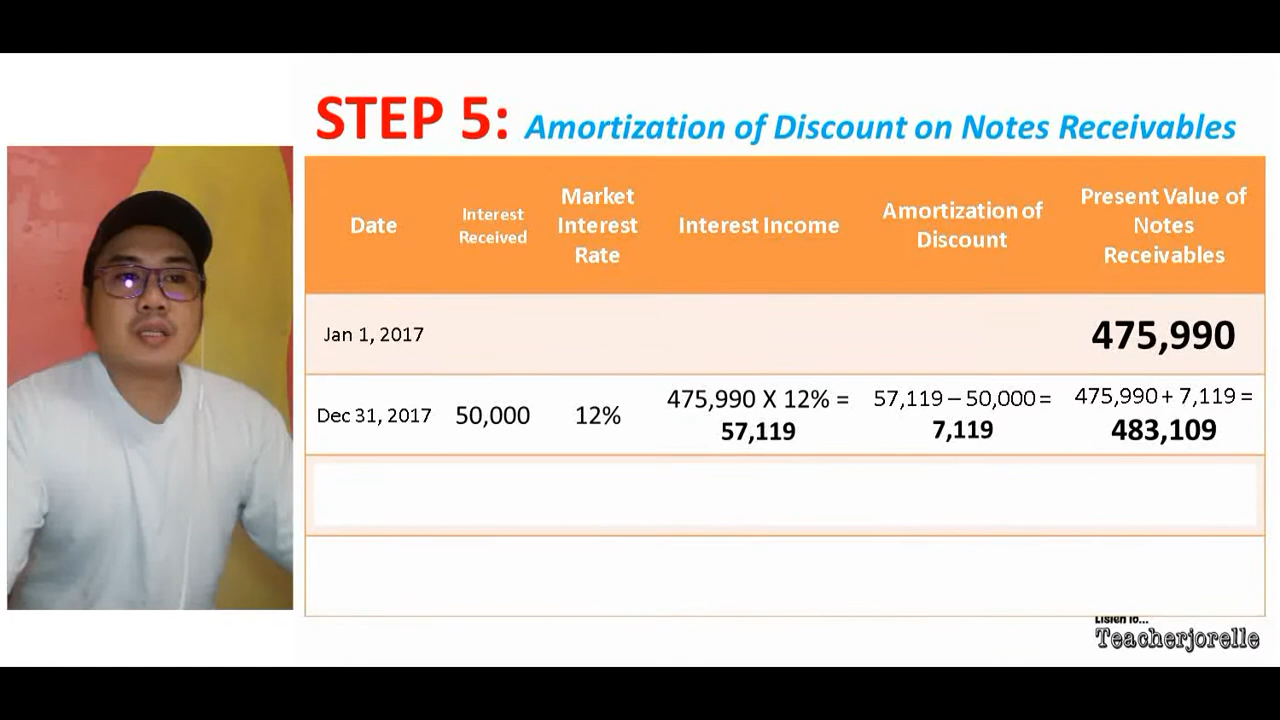 STEP 5: Amortization of Discount on Notes Receivables
Date
Interest
Received
Market
Interest
Rate
Interest Income
Amortization of
Discount
Present Value of
Notes
Receivables
Jan 1, 2017
475,990
Dec 31, 2017
50,000
12%
475,990 X 12% =
57,119
57,119 – 50,000 =
7,119
475,990 + 7,119 =
483,109
Listen to...
Teacherjorelle